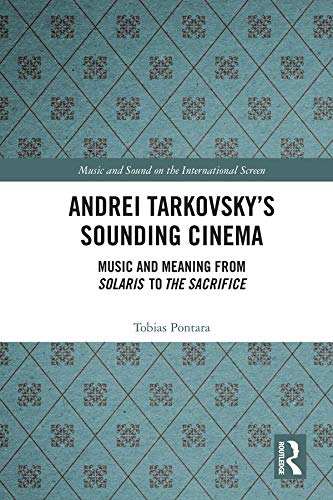 Music and Sound on the International Screen
ANDREI TARKOVSKY'S
SOUNDING CINEMA
MUSIC AND MEANING FROM
SOLARIS TO THE SACRIFICE
Tobias Pontara
R
ROUTLEDGE